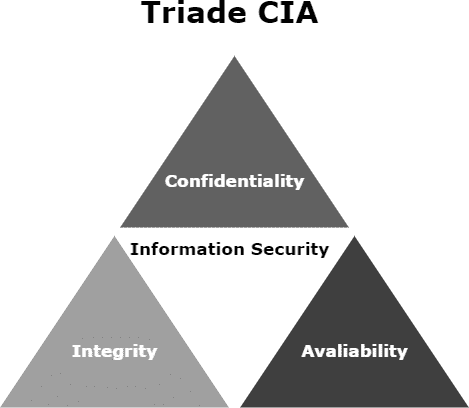 Triade CIA
Confidentiality
Information Security
Integrity
Avaliability